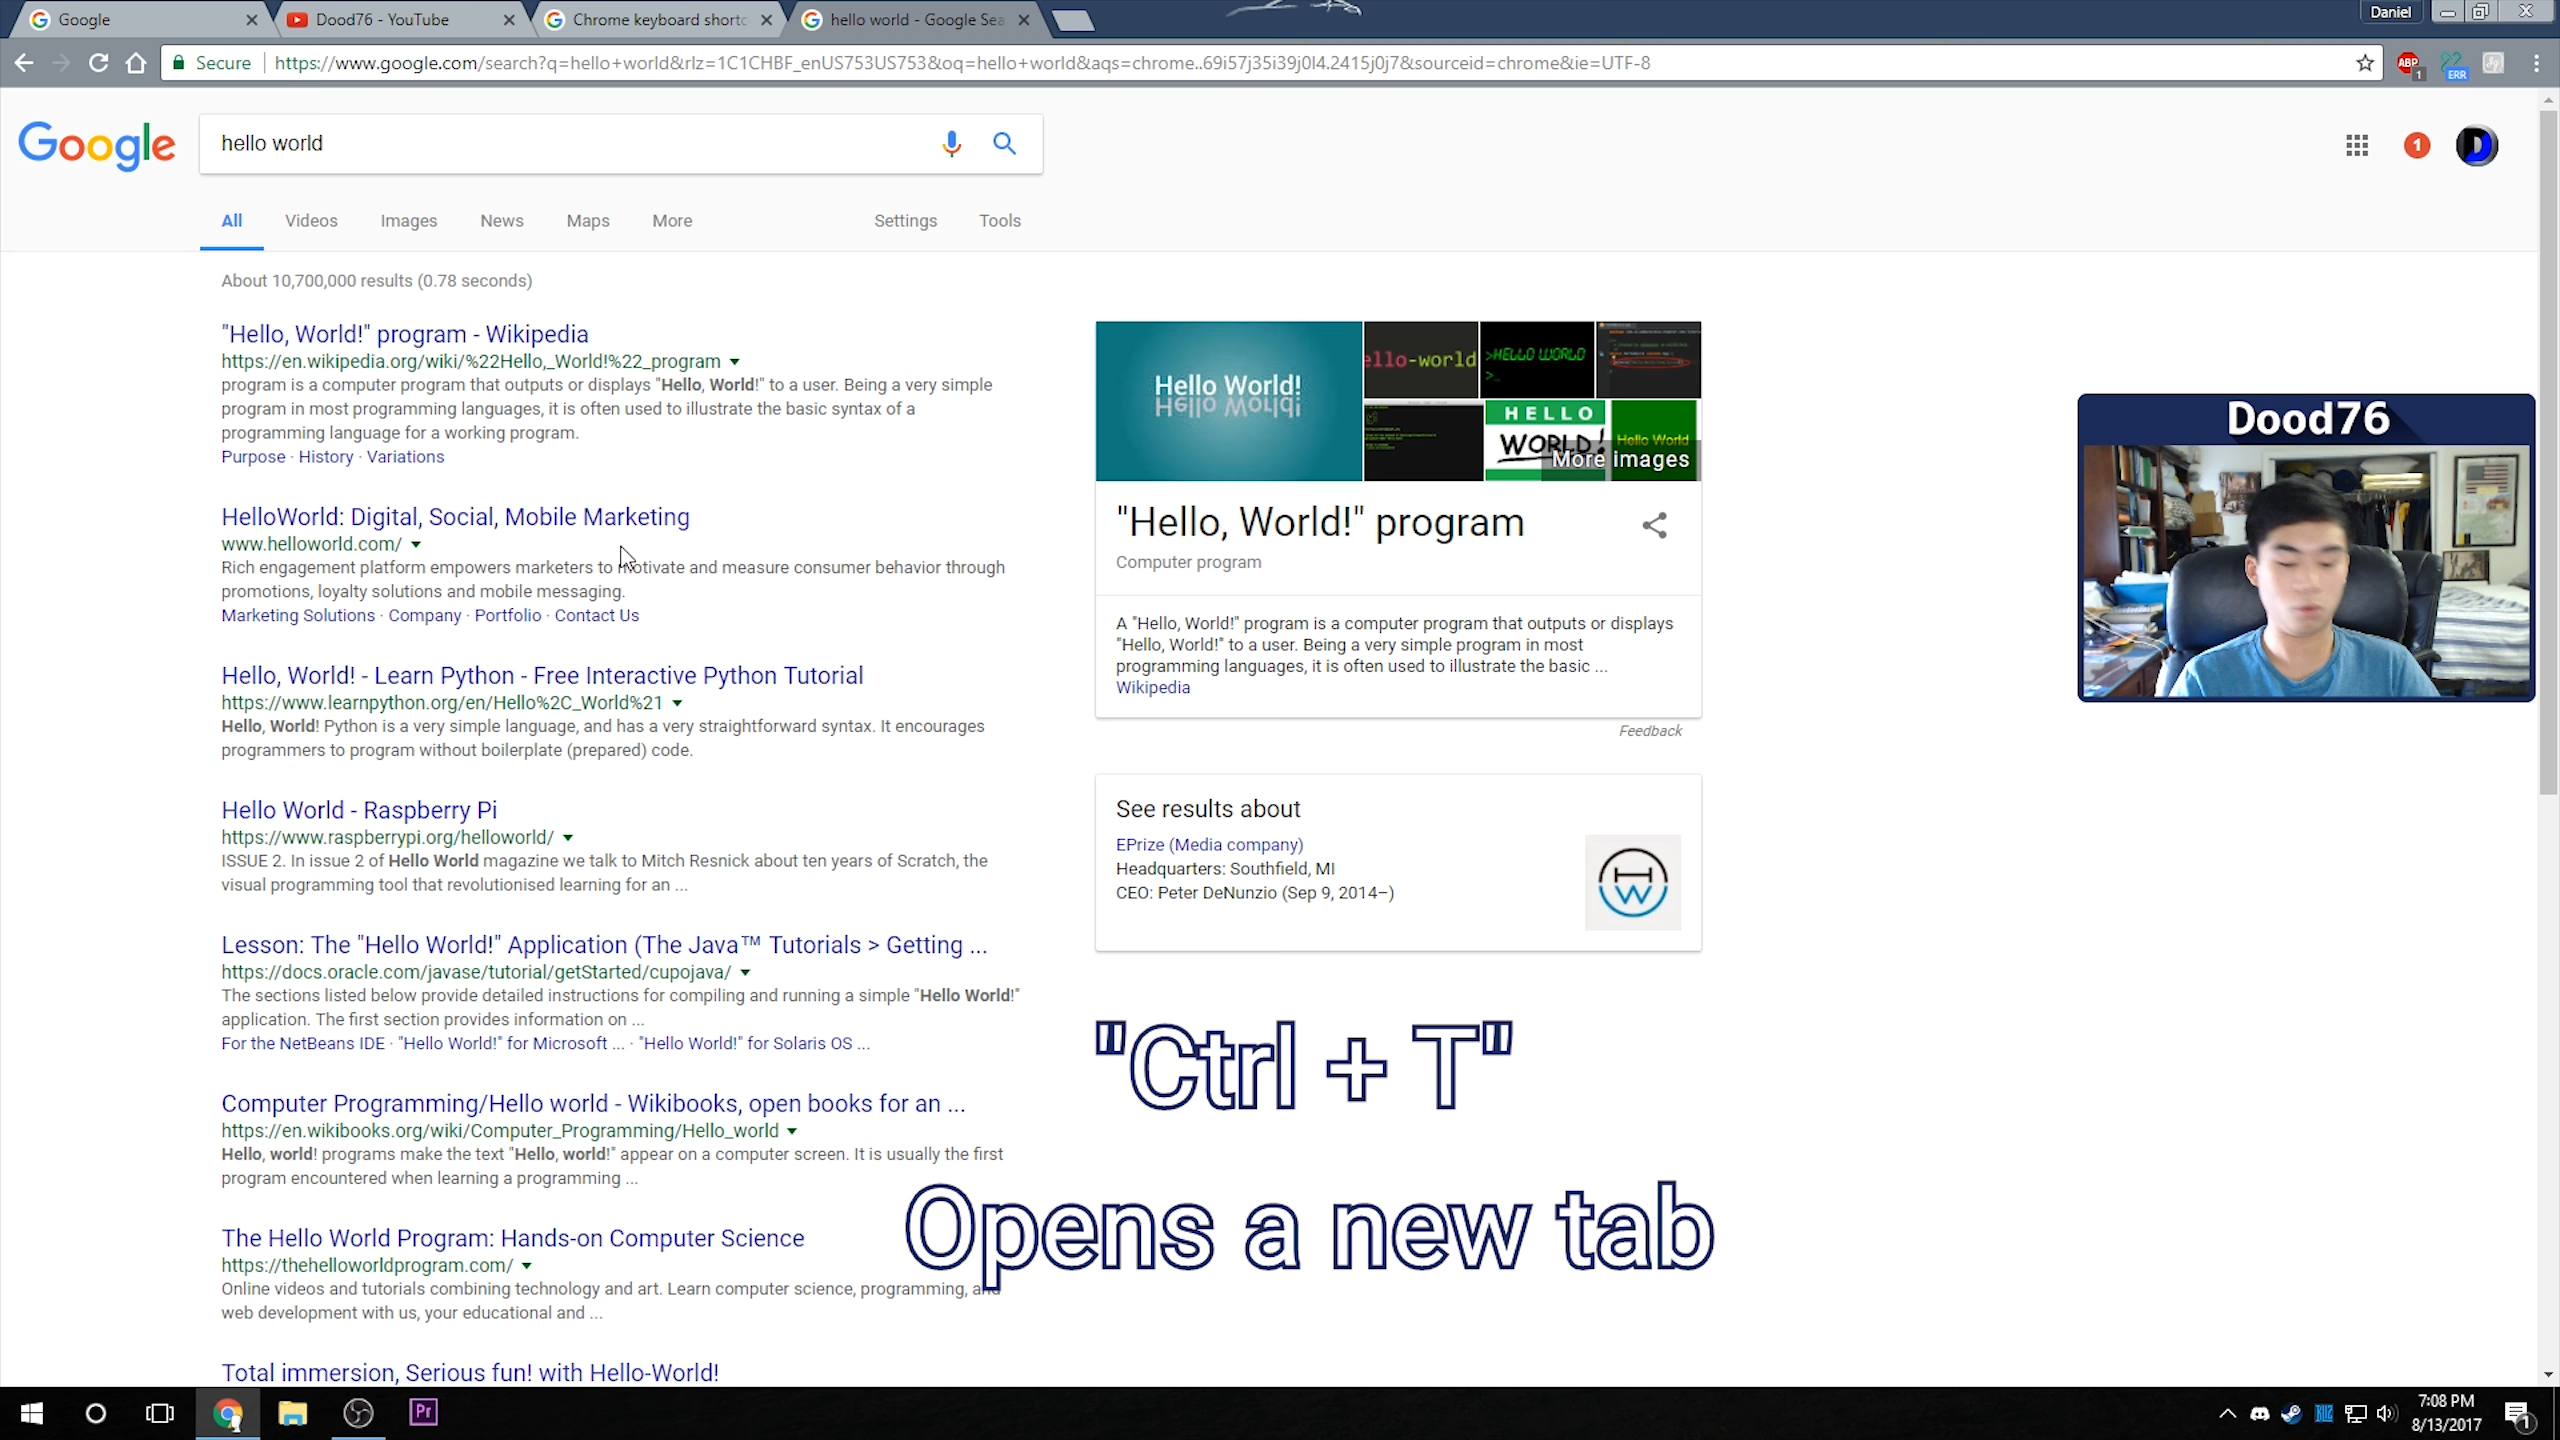 Google
Dood76 - YouTube
Chrome keyboard shortc
hello world - Google Sea
Daniel
Secure
https://www.google.com/search?q=hello+world&rlz=1C1CHBF_enUS753US753&oq=hello+world&aqs=chrome..69i57j35i39j0l4.2415j0j7&sourceid=chrome&ie=UTF-8
ABP
1
ERR
Google
hello world
1
D
All
Videos
Images
News
Maps
More
Settings
Tools
About 10,700,000 results (0.78 seconds)
"Hello, World!" program - Wikipedia
https://en.wikipedia.org/wiki/%22Hello,_World!%22_program
program is a computer program that outputs or displays "Hello, World!" to a user. Being a very simple
program in most programming languages, it is often used to illustrate the basic syntax of a
programming language for a working program.
Purpose · History · Variations
HelloWorld: Digital, Social, Mobile Marketing
www.helloworld.com/
Rich engagement platform empowers marketers to motivate and measure consumer behavior through
promotions, loyalty solutions and mobile messaging.
Marketing Solutions · Company · Portfolio · Contact Us
Hello, World! - Learn Python - Free Interactive Python Tutorial
https://www.learnpython.org/en/Hello%2C_World%21
Hello, World! Python is a very simple language, and has a very straightforward syntax. It encourages
programmers to program without boilerplate (prepared) code.
Hello World - Raspberry Pi
https://www.raspberrypi.org/helloworld/
ISSUE 2. In issue 2 of Hello World magazine we talk to Mitch Resnick about ten years of Scratch, the
visual programming tool that revolutionised learning for an ...
Lesson: The "Hello World!" Application (The Java™ Tutorials > Getting ...
https://docs.oracle.com/javase/tutorial/getStarted/cupojava/
The sections listed below provide detailed instructions for compiling and running a simple "Hello World!"
application. The first section provides information on ...
For the NetBeans IDE · "Hello World!" for Microsoft ... · "Hello World!" for Solaris OS ...
Computer Programming/Hello world - Wikibooks, open books for an ...
https://en.wikibooks.org/wiki/Computer_Programming/Hello_world
Hello, world! programs make the text "Hello, world!" appear on a computer screen. It is usually the first
program encountered when learning a programming ...
The Hello World Program: Hands-on Computer Science
https://thehelloworldprogram.com/
Online videos and tutorials combining technology and art. Learn computer science, programming, and
web development with us, your educational and ...
Total immersion, Serious fun! with Hello-World!
Hello World!
ello-world
>HELLO WORLD
>_
HELLO
WORLD!
Hello World
More images
"Hello, World!" program
Computer program
A "Hello, World!" program is a computer program that outputs or displays
"Hello, World!" to a user. Being a very simple program in most
programming languages, it is often used to illustrate the basic ...
Wikipedia
Feedback
See results about
EPrize (Media company)
Headquarters: Southfield, MI
CEO: Peter DeNunzio (Sep 9, 2014–)
HW
Dood76
"Ctrl + T"
Opens a new tab
Pr
7:08 PM
8/13/2017
1